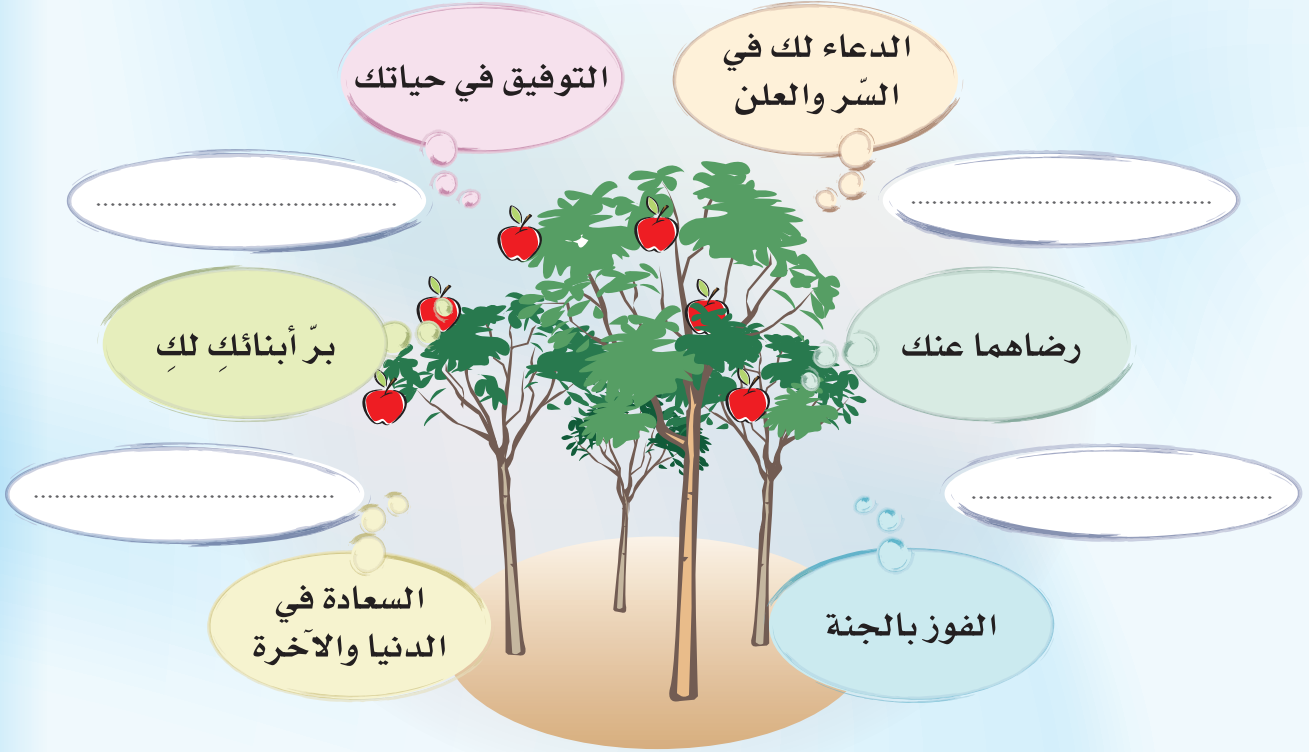 الدعاء لك في
السّر والعلن
التوفيق في حياتك
......................................
......................................
رضاهما عنك
برّ أبنائكِ لكِ
......................................
......................................
الفوز بالجنة
السعادة في
الدنيا والآخرة